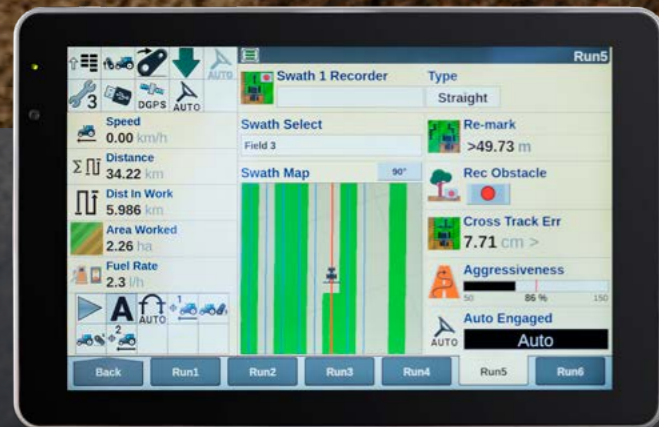 Run5
AUTO
3
DGPS
AUTO
Swath 1 Recorder
Type
Straight
Speed
0.00 km/h
Distance
34.22 km
Dist In Work
5.986 km
Area Worked
2.26 ha
Fuel Rate
2.3 l/h
A
AUTO
1
2
Swath Select
Field 3
Swath Map
90°
Re-mark
>49.73 m
Rec Obstacle
Cross Track Err
7.71 cm >
Aggressiveness
50 86 % 150
Auto Engaged
AUTO
Auto
Back Run1 Run2 Run3 Run4 Run5 Run6